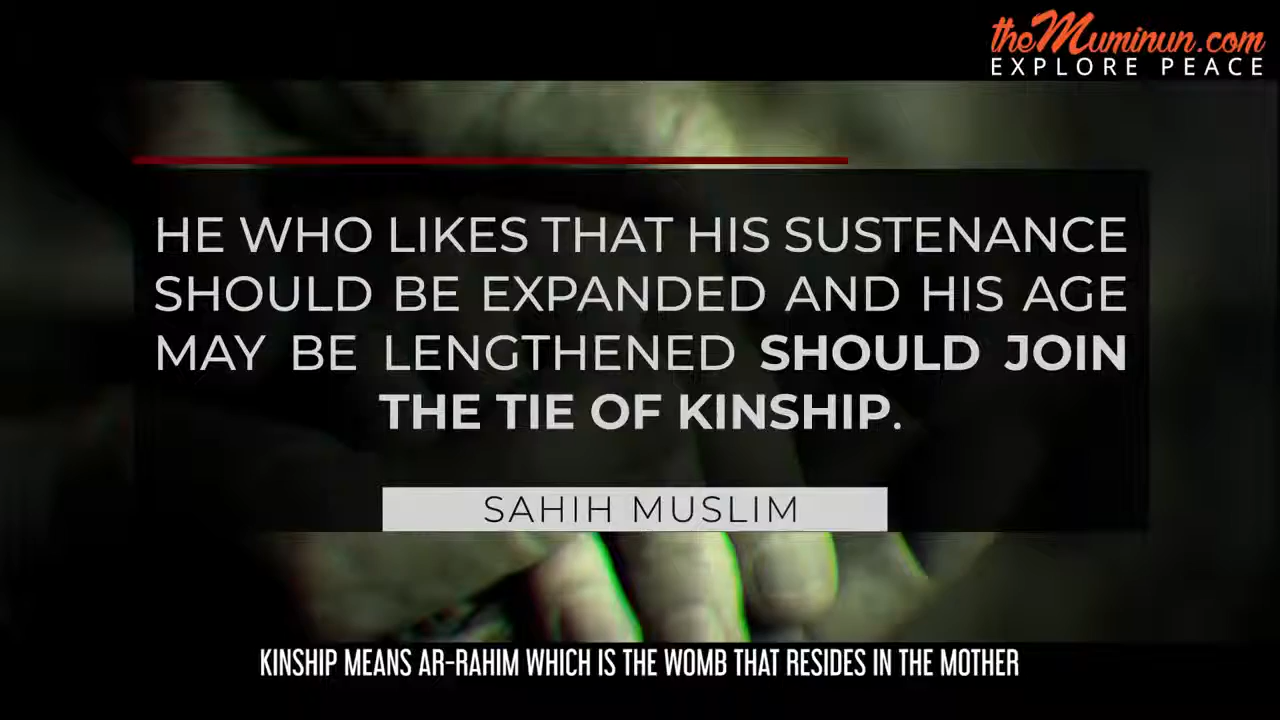 theMuminun.com
EXPLORE PEACE
HE WHO LIKES THAT HIS SUSTENANCE
SHOULD BE EXPANDED AND HIS AGE
MAY BE LENGTHENED SHOULD JOIN
THE TIE OF KINSHIP.
SAHIH MUSLIM
KINSHIP MEANS AR-RAHIM WHICH IS THE WOMB THAT RESIDES IN THE MOTHER